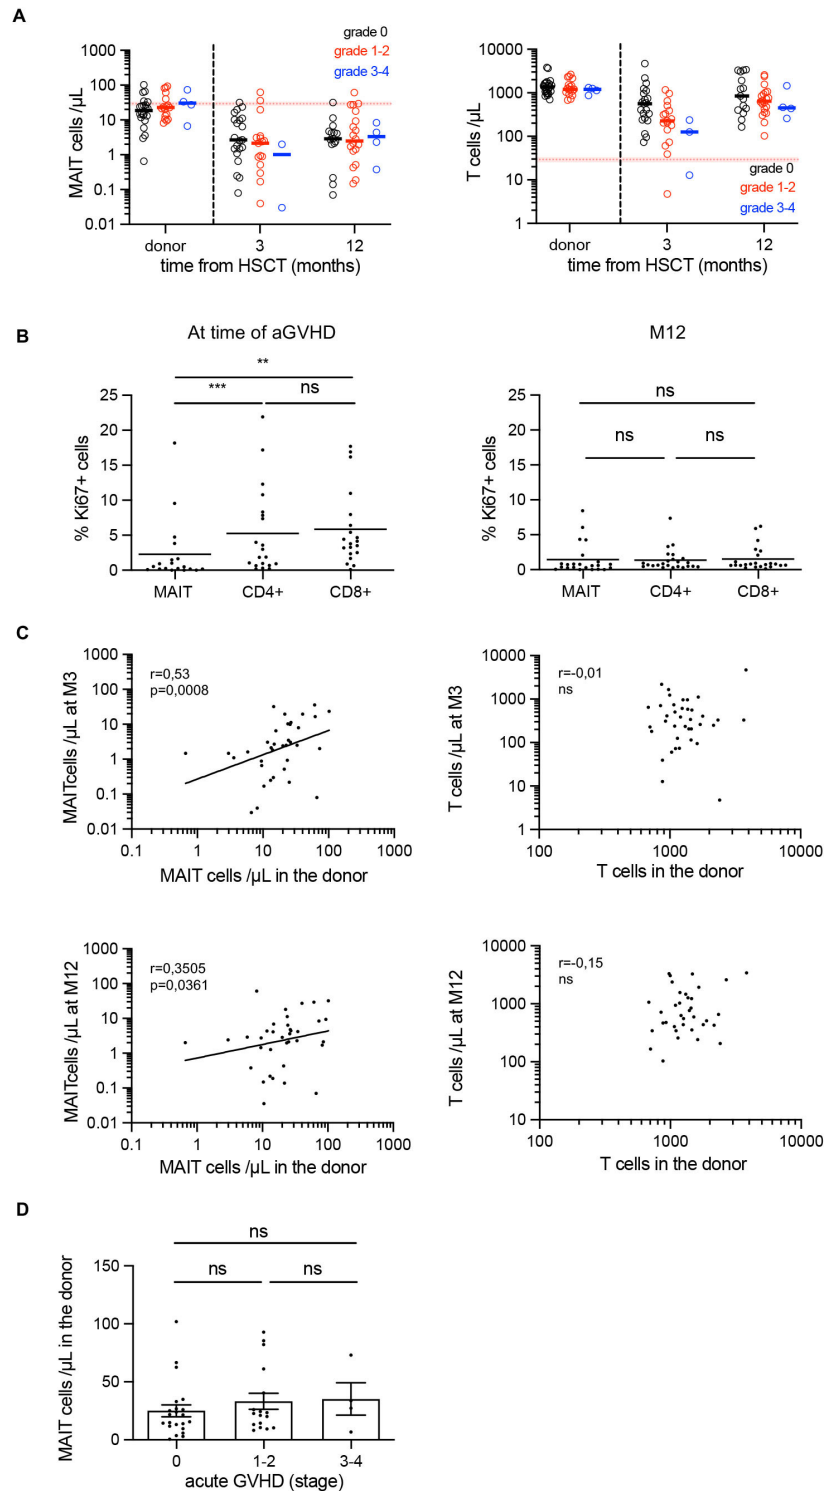 A
grade 0
grade 1-2
grade 3-4
MAIT cells /µL
1000
100
10
1
0.1
0.01
donor
3
12
time from HSCT (months)
T cells /µL
10000
1000
100
10
1
grade 0
grade 1-2
grade 3-4
donor
3
12
time from HSCT (months)
B
At time of aGVHD
**
***
ns
% Ki67+ cells
25
20
15
10
5
0
MAIT
CD4+
CD8+
M12
ns
ns
ns
% Ki67+ cells
25
20
15
10
5
0
MAIT
CD4+
CD8+
C
MAITcells /µL at M3
1000
100
10
1
0.1
0.01
r=0,53
p=0,0008
0.1
1
10
100
1000
MAIT cells /µL in the donor
T cells /µL at M3
10000
1000
100
10
1
r=-0,01
ns
100
1000
10000
T cells in the donor
MAITcells /µL at M12
1000
100
10
1
0.1
0.01
r=0,3505
p=0,0361
0.1
1
10
100
1000
MAIT cells /µL in the donor
T cells /µL at M12
10000
1000
100
10
r=-0,15
ns
100
1000
10000
T cells in the donor
D
ns
ns
ns
MAIT cells /µL in the donor
150
100
50
0
0
1-2
3-4
acute GVHD (stage)